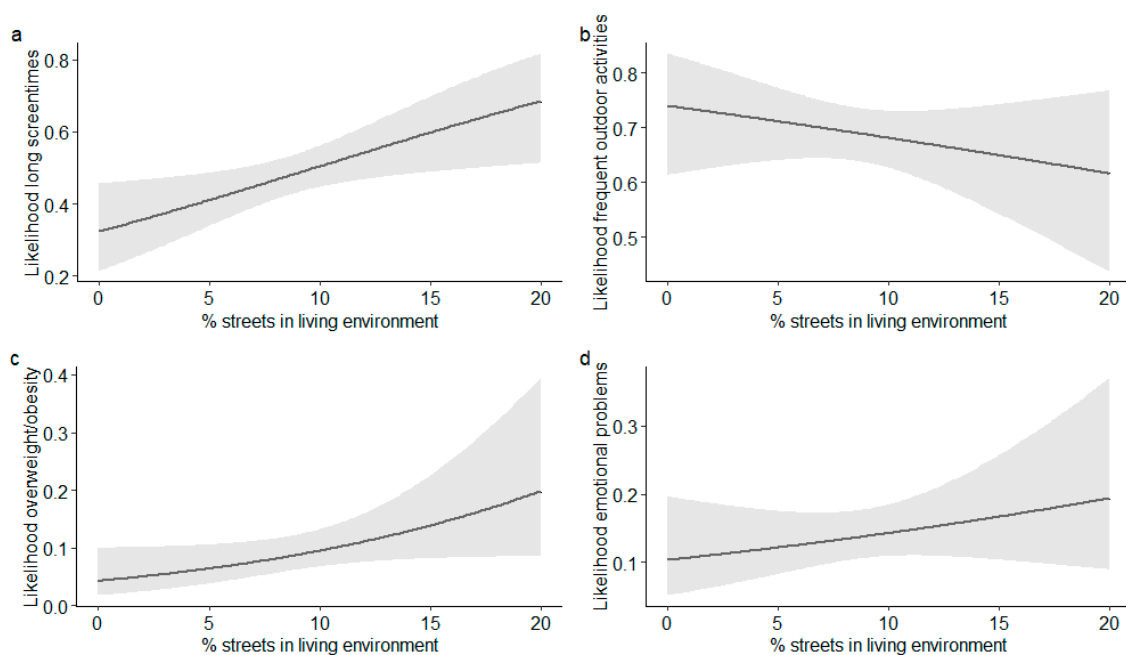 a
Likelihood long screentimes
0.8
0.6
0.4
0.2
0 5 10 15 20
% streets in living environment
b
Likelihood frequent outdoor activities
0.8
0.7
0.6
0.5
0 5 10 15 20
% streets in living environment
c
Likelihood overweight/obesity
0.4
0.3
0.2
0.1
0.0
0 5 10 15 20
% streets in living environment
d
Likelihood emotional problems
0.3
0.2
0.1
0 5 10 15 20
% streets in living environment